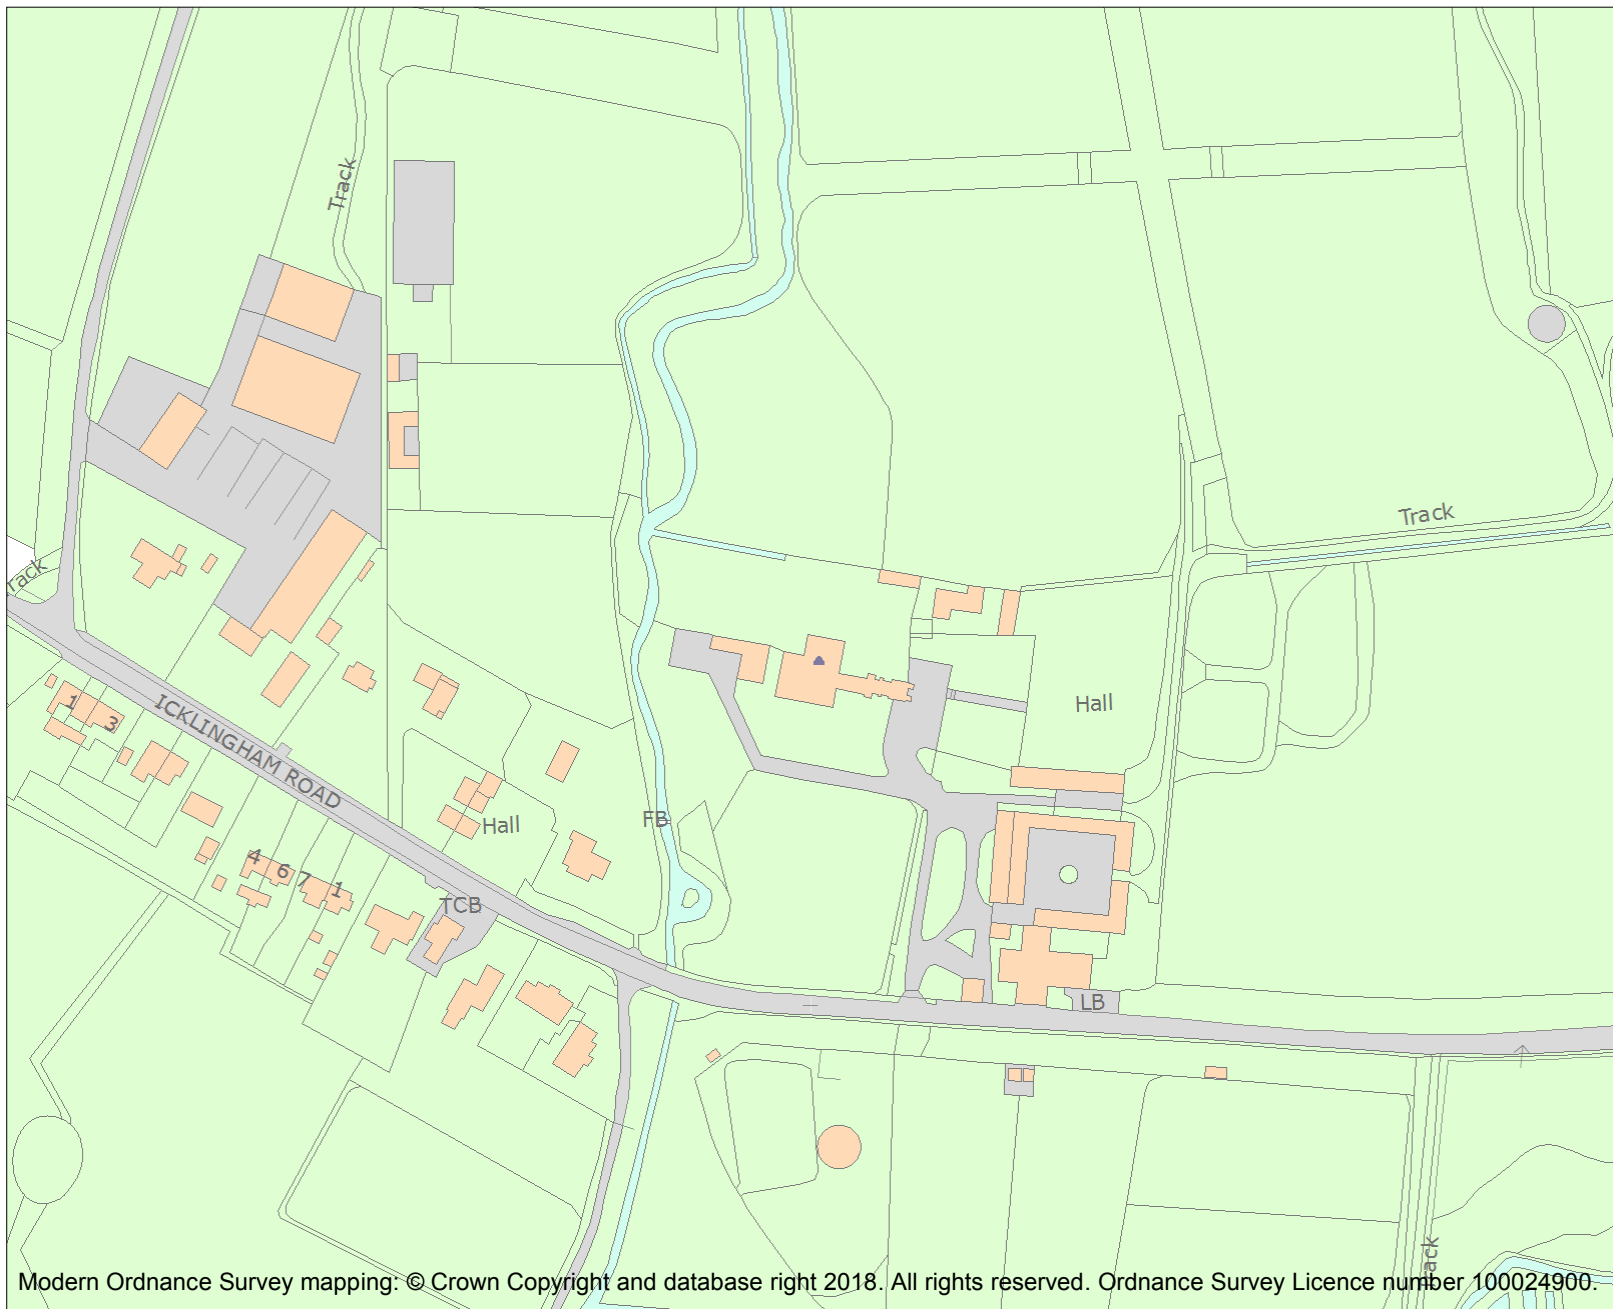 Track
Track
Track
Hall
1
3
ICKLINGHAM ROAD
FB
Hall
4
6
7
1
TCB
LB
Modern Ordnance Survey mapping: © Crown Copyright and database right 2018. All rights reserved. Ordnance Survey Licence number 100024900.